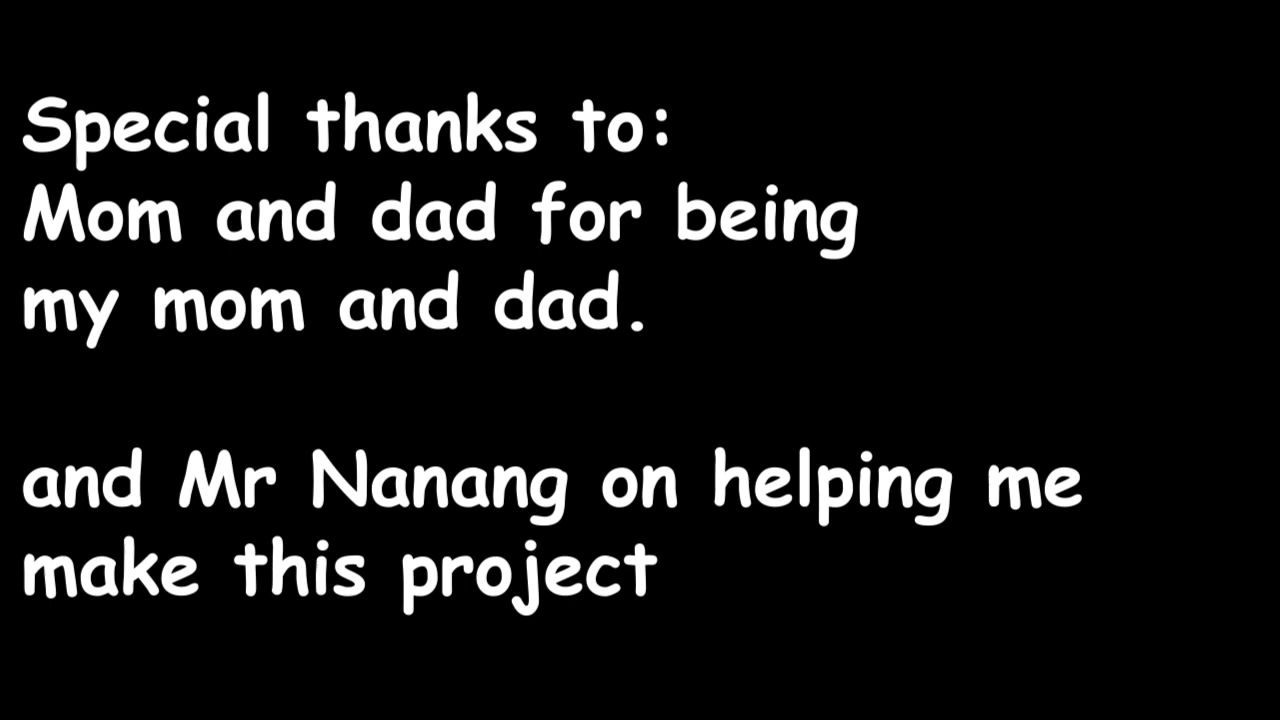 Special thanks to:
Mom and dad for being
my mom and dad.
and Mr Nanang on helping me
make this project